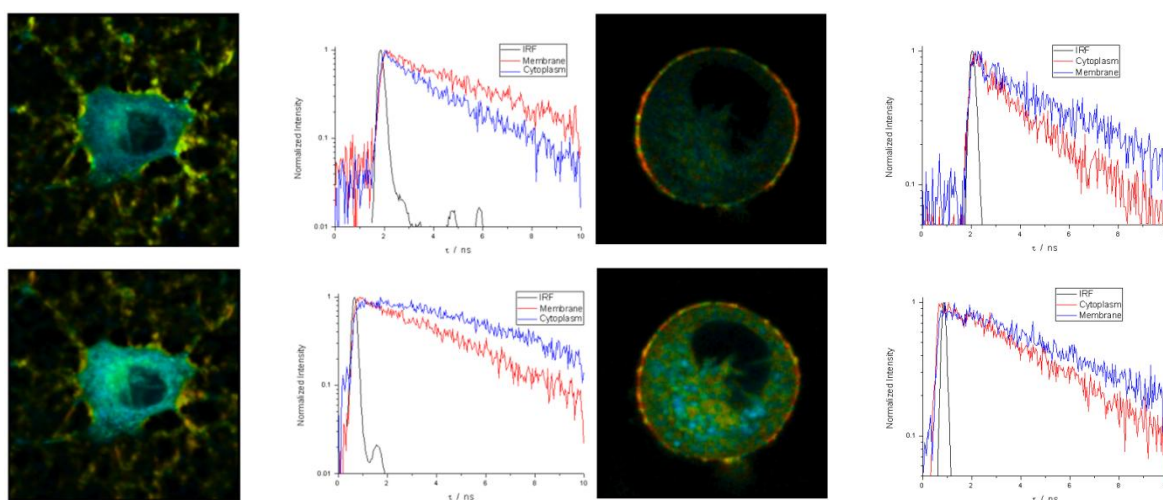 Normalized Intensity
1
0.1
0.01
IRF
Membrane
Cytoplasm
0 2 4 6 8 10
τ / ns
Normalized Intensity
1
0.1
IRF
Cytoplasm
Membrane
0 2 4 6 8
τ / ns
Normalized Intensity
1
0.1
0.01
IRF
Membrane
Cytoplasm
0 2 4 6 8 10
τ / ns
Normalized Intensity
1
0.1
IRF
Cytoplasm
Membrane
0 2 4 6 8
τ / ns